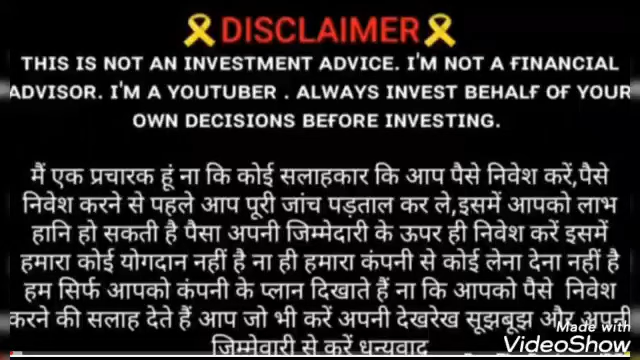 DISCLAIMER
THIS IS NOT AN INVESTMENT ADVICE. I'M NOT A FINANCIAL
ADVISOR. I'M A YOUTUBER . ALWAYS INVEST BEHALF OF YOUR
OWN DECISIONS BEFORE INVESTING.
मैं एक प्रचारक हूं ना कि कोई सलाहकार कि आप पैसे निवेश करें,पैसे
निवेश करने से पहले आप पूरी जांच पड़ताल कर ले,इसमें आपको लाभ
हानि हो सकती है पैसा अपनी जिम्मेदारी के ऊपर ही निवेश करें इसमें
हमारा कोई योगदान नहीं है ना ही हमारा कंपनी से कोई लेना देना नहीं है
हम सिर्फ आपको कंपनी के प्लान दिखाते हैं ना कि आपको पैसे निवेश
करने की सलाह देते हैं आप जो भी करें अपनी देखरेख सूझबूझ और अपनी
जिम्मेवारी से करें धन्यवाद
Made with
VideoShow